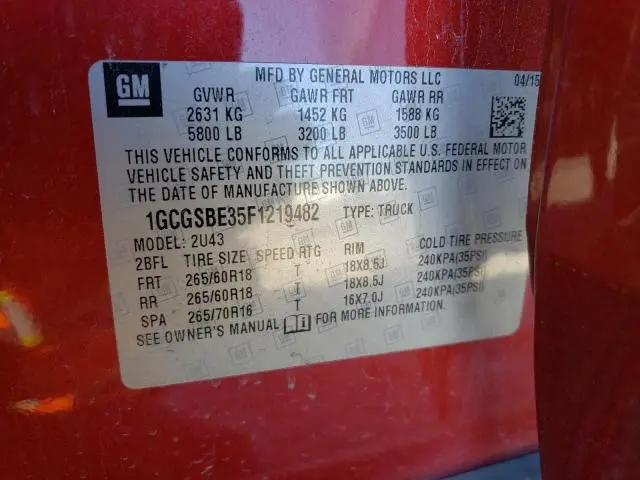 GM
MFD BY GENERAL MOTORS LLC 04/15
GVWR GAWR FRT GAWR RR
2631 KG 1452 KG 1588 KG
5800 LB 3200 LB 3500 LB
THIS VEHICLE CONFORMS TO ALL APPLICABLE U.S. FEDERAL MOTOR
VEHICLE SAFETY AND THEFT PREVENTION STANDARDS IN EFFECT ON
THE DATE OF MANUFACTURE SHOWN ABOVE.
1GCGSBE35F1219482 TYPE: TRUCK
MODEL: 2U43
2BFL TIRE SIZE SPEED RTG RIM COLD TIRE PRESSURE
FRT 265/60R18 T 18X8.5J 240KPA(35PSI)
RR 265/60R18 T 18X8.5J 240KPA(35PSI)
SPA 265/70R16 T 16X7.0J 240KPA(35PSI)
SEE OWNER'S MANUAL FOR MORE INFORMATION.